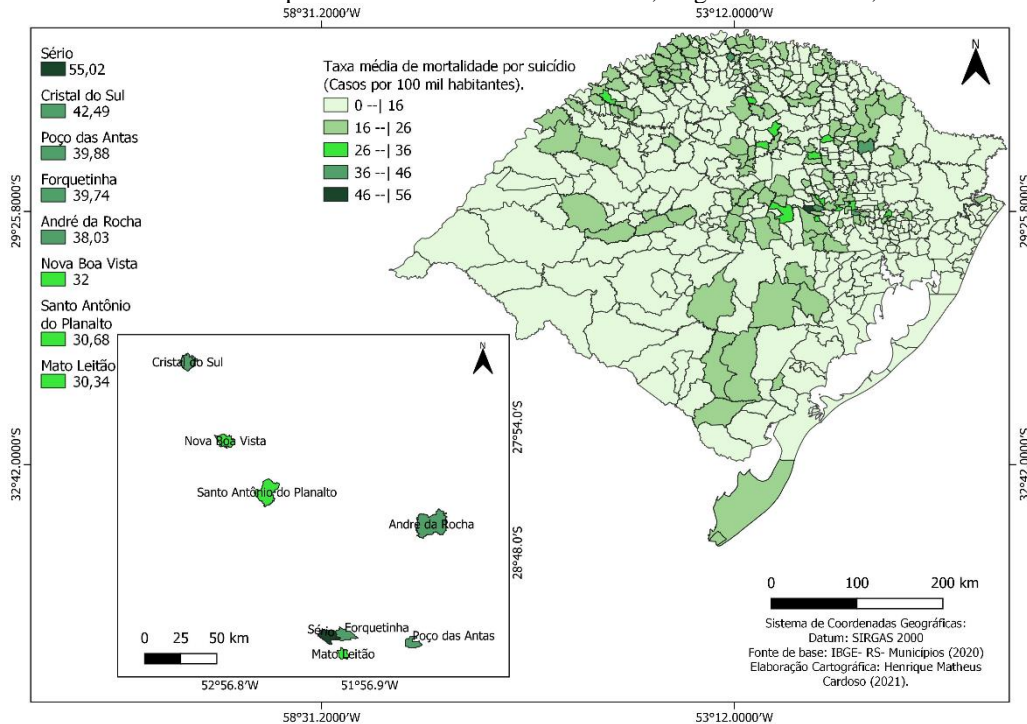 58°31.2000'W
53°12.0000'W
Sério
55,02
Cristal do Sul
42,49
Poço das Antas
39,88
Forquetinha
39,74
André da Rocha
38,03
Nova Boa Vista
32
Santo Antônio
do Planalto
30,68
Mato Leitão
30,34
Taxa média de mortalidade por suicídio
(Casos por 100 mil habitantes).
0 --| 16
16 --| 26
26 --| 36
36 --| 46
46 --| 56
N
29°25.8000'S
29°25.8000'S
32°42.0000'S
32°42.0000'S
N
Cristal do Sul
Nova Boa Vista
Santo Antônio do Planalto
André da Rocha
Sério
Forquetinha
Poço das Antas
Mato Leitão
0 25 50 km
27°54.0'S
28°48.0'S
52°56.8'W
51°56.9'W
0 100 200 km
Sistema de Coordenadas Geográficas:
Datum: SIRGAS 2000
Fonte de base: IBGE- RS- Municípios (2020)
Elaboração Cartográfica: Henrique Matheus
Cardoso (2021).
58°31.2000'W
53°12.0000'W